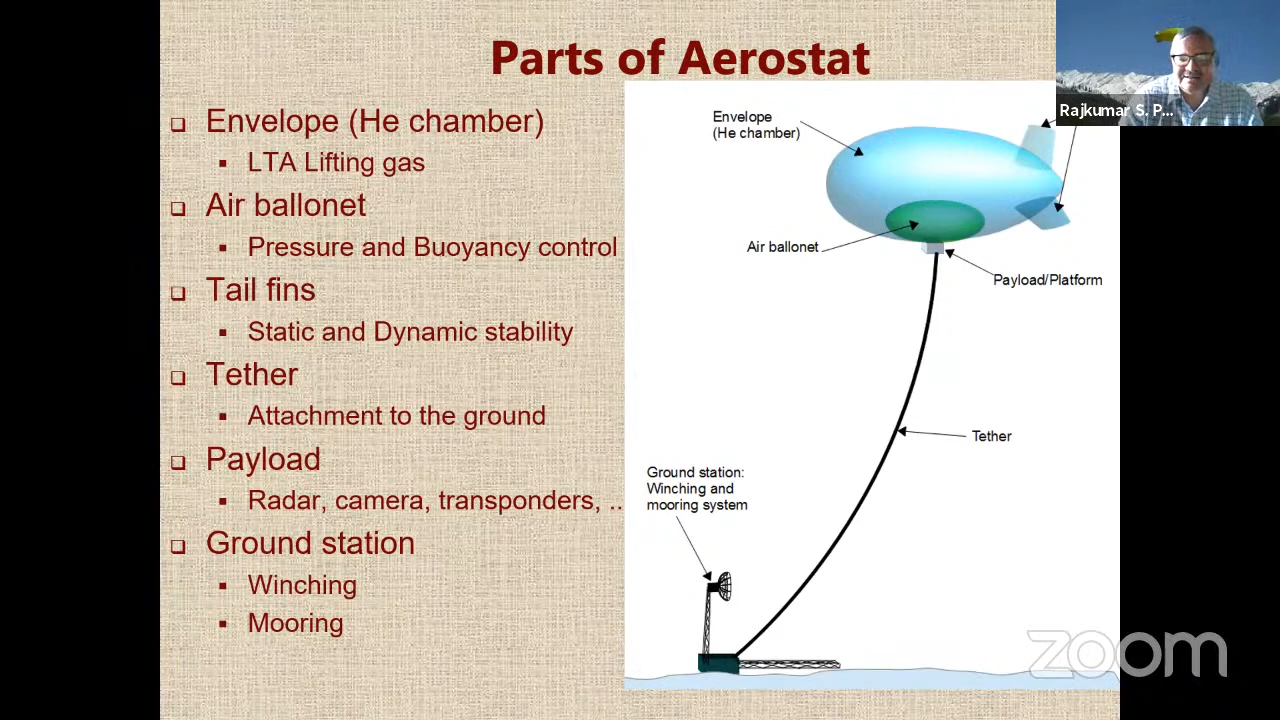 Parts of Aerostat
Rajkumar S. P...
Envelope (He chamber)
LTA Lifting gas
Air ballonet
Pressure and Buoyancy control
Tail fins
Static and Dynamic stability
Tether
Attachment to the ground
Payload
Radar, camera, transponders, ..
Ground station
Winching
Mooring
Envelope
(He chamber)
Air ballonet
Payload/Platform
Tether
Ground station:
Winching and
mooring system
zoom